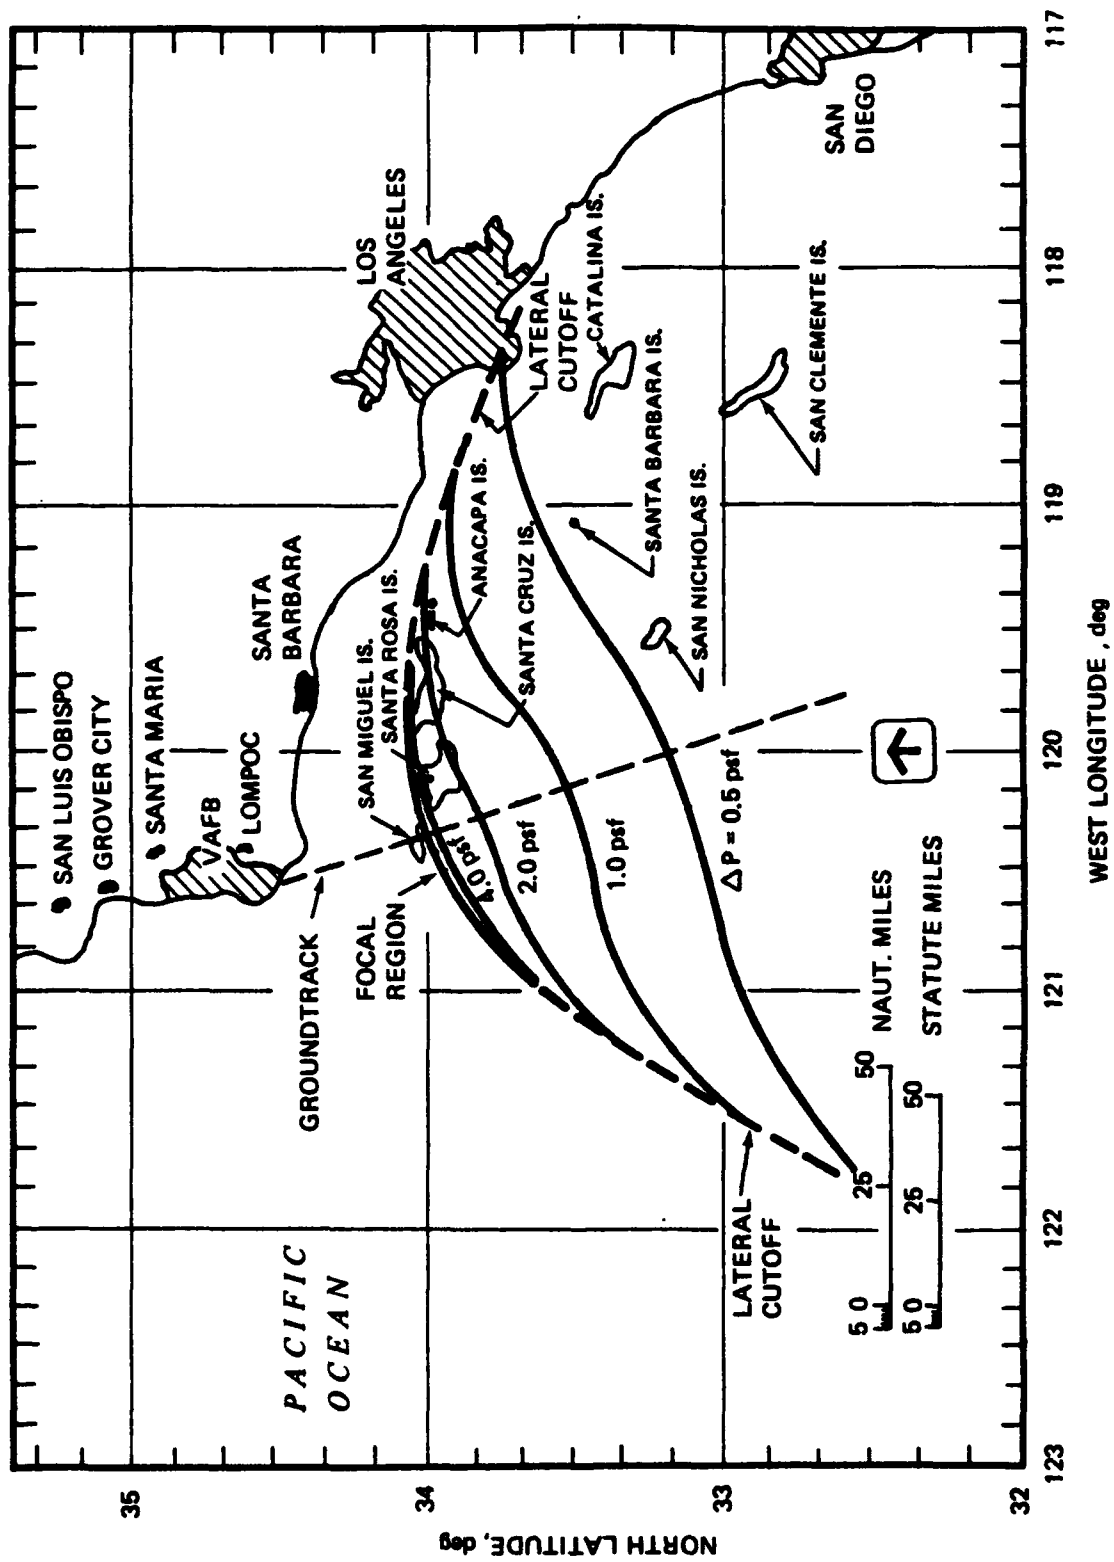 SAN LUIS OBISPO
GROVER CITY
SANTA MARIA
VAFB
LOMPOC
SANTA
BARBARA
LOS
ANGELES
SAN
DIEGO
PACIFIC
OCEAN
GROUNDTRACK
FOCAL
REGION
SAN MIGUEL IS.
SANTA ROSA IS.
ANACAPA IS.
SANTA CRUZ IS.
LATERAL
CUTOFF
CATALINA IS.
SANTA BARBARA IS.
SAN NICHOLAS IS.
SAN CLEMENTE IS.
4.0 psf
2.0 psf
1.0 psf
Δ P = 0.5 psf
LATERAL
CUTOFF
5 0 25 50 NAUT. MILES
5 0 25 50 STATUTE MILES
35
34
33
32
NORTH LATITUDE, deg
123 122 121 120 119 118 117
WEST LONGITUDE, deg